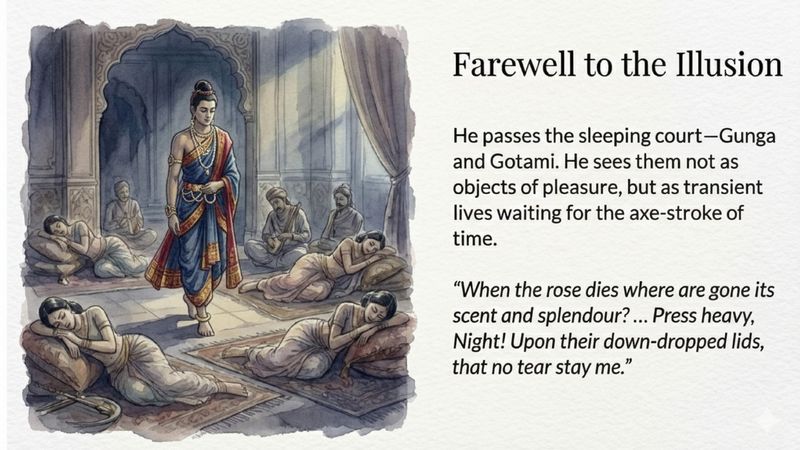 Farewell to the Illusion
He passes the sleeping court—Gunga
and Gotami. He sees them not as
objects of pleasure, but as transient
lives waiting for the axe-stroke of
time.
“When the rose dies where are gone its
scent and splendour? ... Press heavy,
Night! Upon their down-dropped lids,
that no tear stay me.”